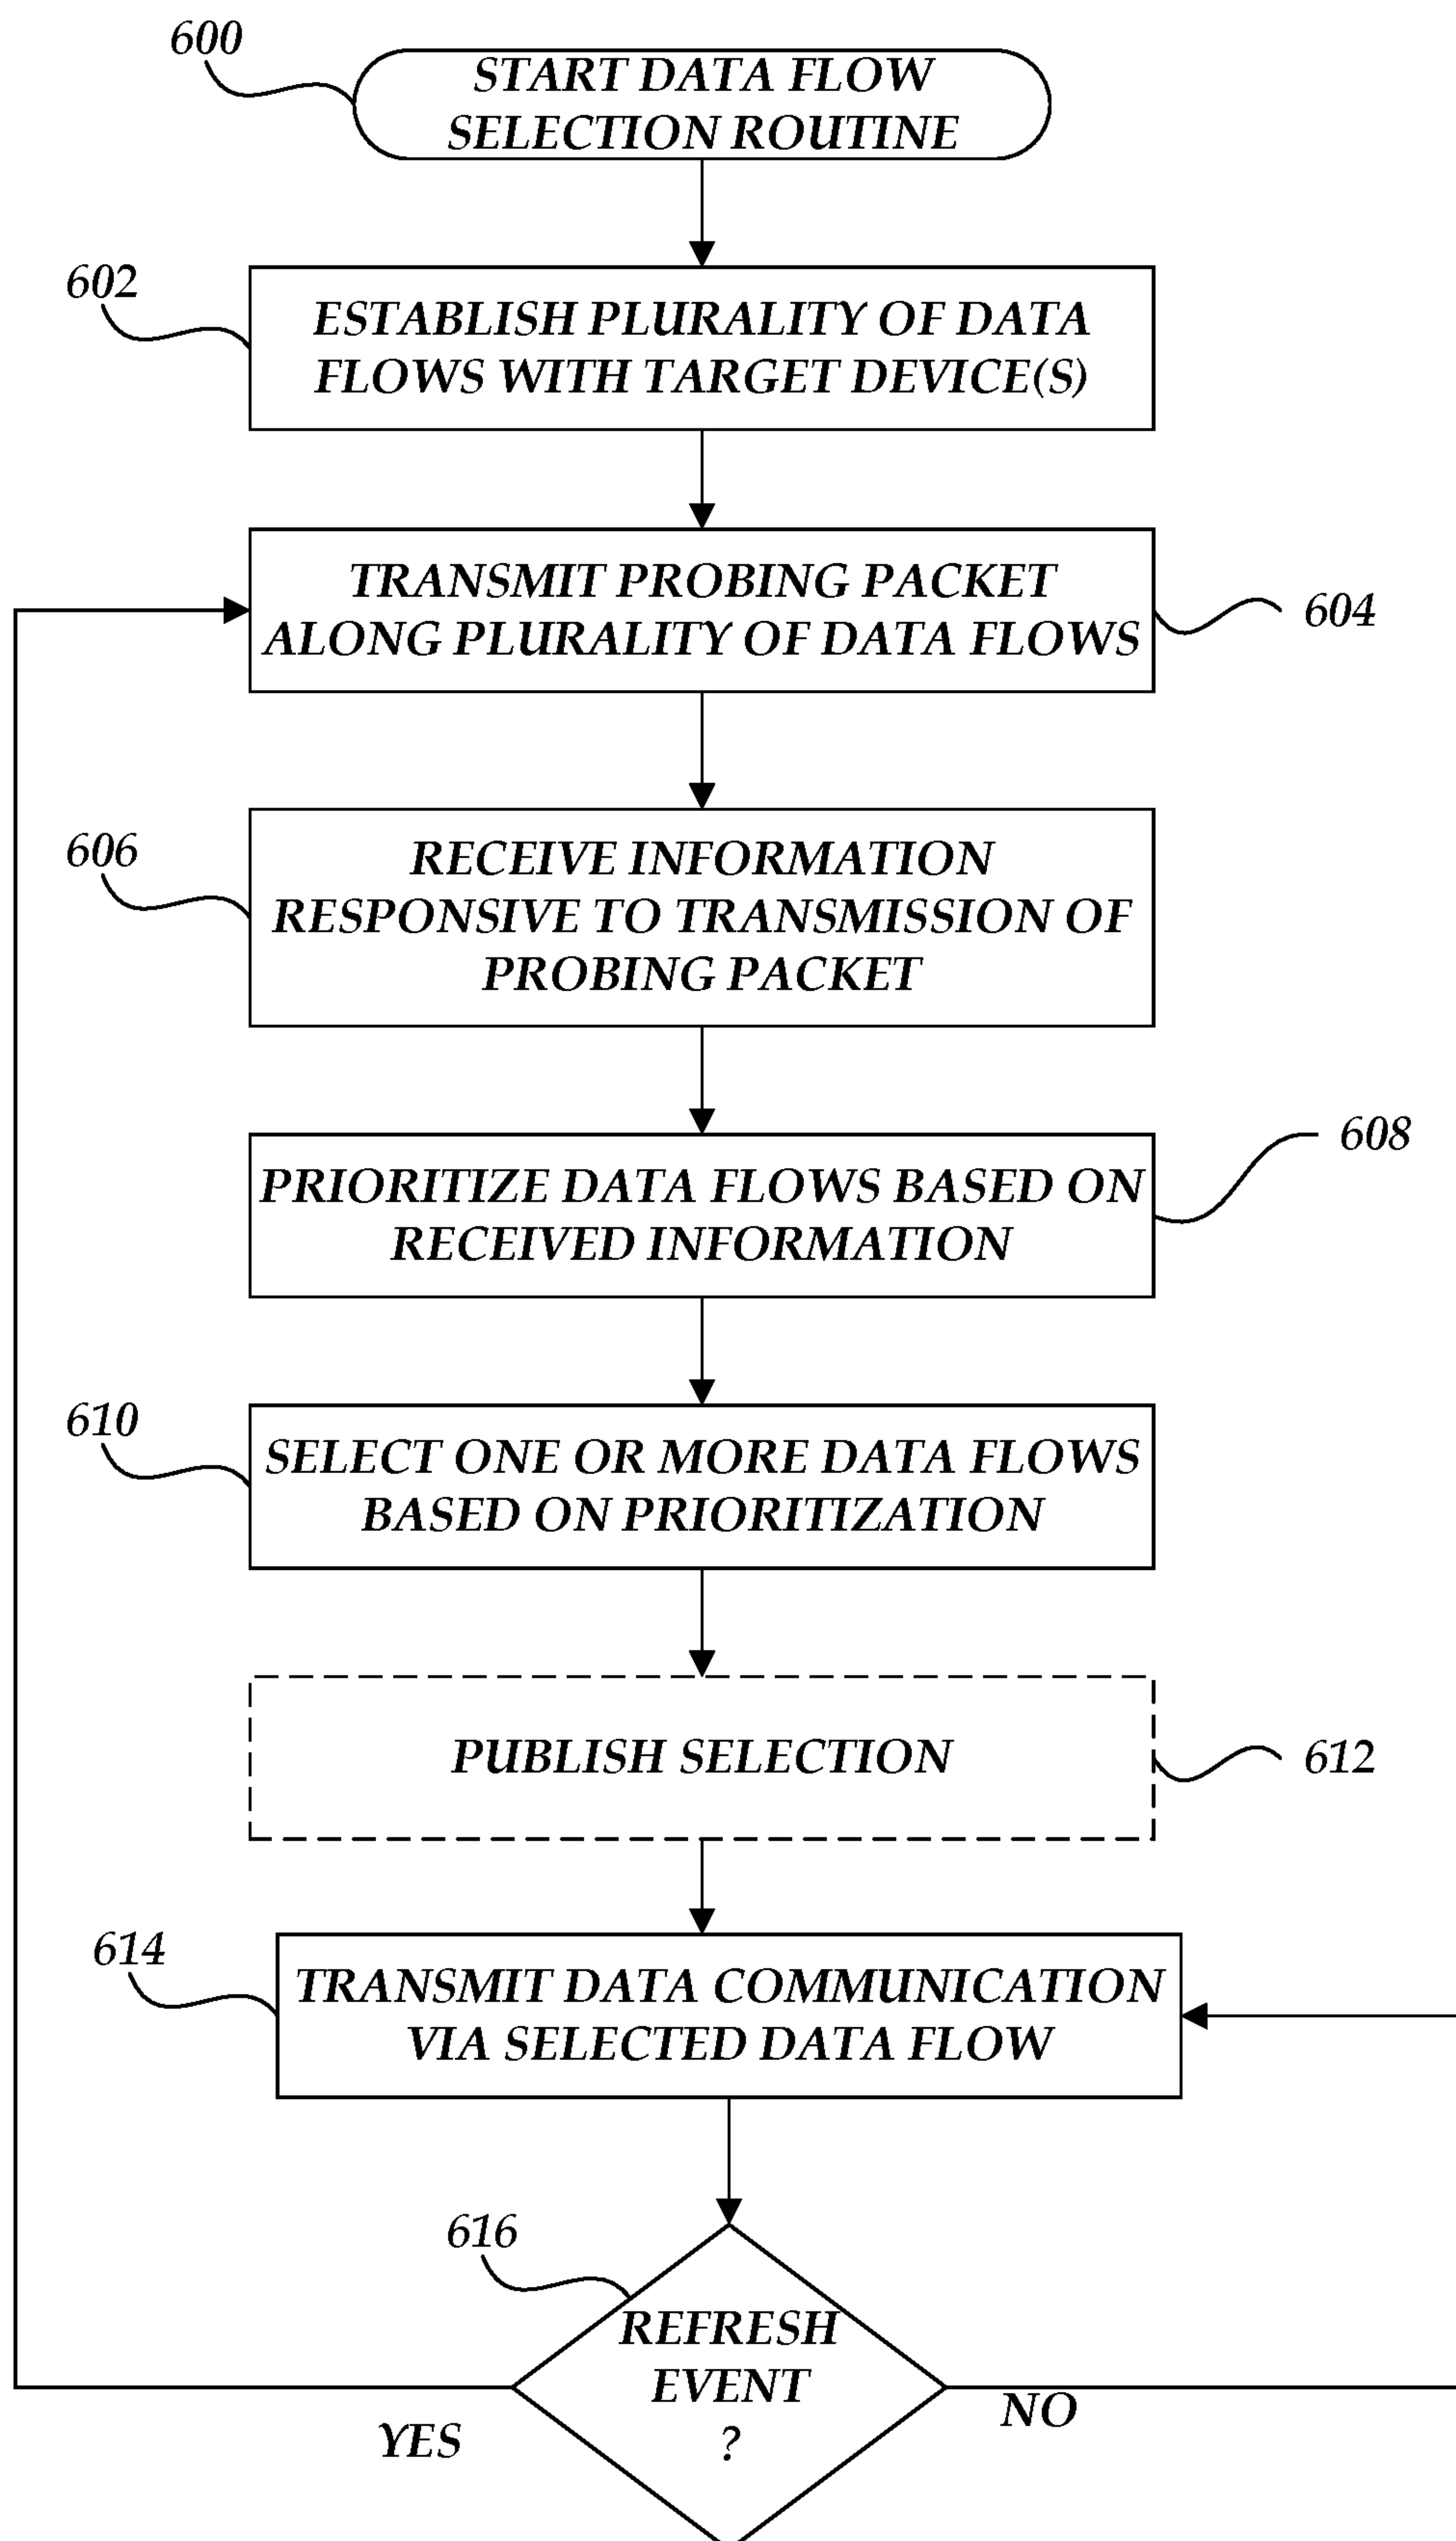 600
START DATA FLOW
SELECTION ROUTINE
602
ESTABLISH PLURALITY OF DATA
FLOWS WITH TARGET DEVICE(S)
TRANSMIT PROBING PACKET
ALONG PLURALITY OF DATA FLOWS
604
606
RECEIVE INFORMATION
RESPONSIVE TO TRANSMISSION OF
PROBING PACKET
608
PRIORITIZE DATA FLOWS BASED ON
RECEIVED INFORMATION
610
SELECT ONE OR MORE DATA FLOWS
BASED ON PRIORITIZATION
PUBLISH SELECTION
612
614
TRANSMIT DATA COMMUNICATION
VIA SELECTED DATA FLOW
616
REFRESH
EVENT
?
YES
NO